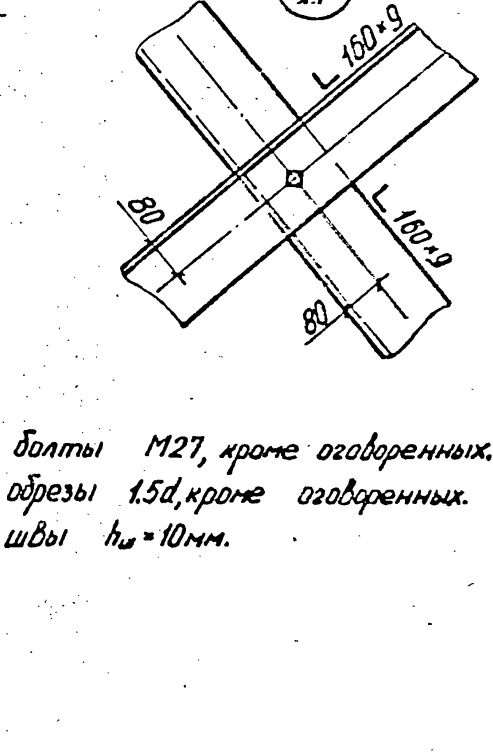 L 160×9
80
L 160×9
80
болты М27, кроме оговоренных.
обрезы 1.5d, кроме оговоренных.
швы hш=10мм.